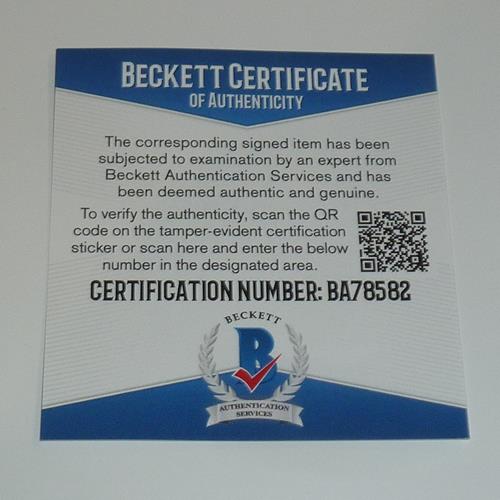 BECKETT CERTIFICATE
OF AUTHENTICITY
The corresponding signed item has been
subjected to examination by an expert from
Beckett Authentication Services and has
been deemed authentic and genuine.
To verify the authenticity, scan the QR
code on the tamper-evident certification
sticker or scan here and enter the below
number in the designated area.
CERTIFICATION NUMBER: BA78582
BECKETT
B
AUTHENTICATION
SERVICES